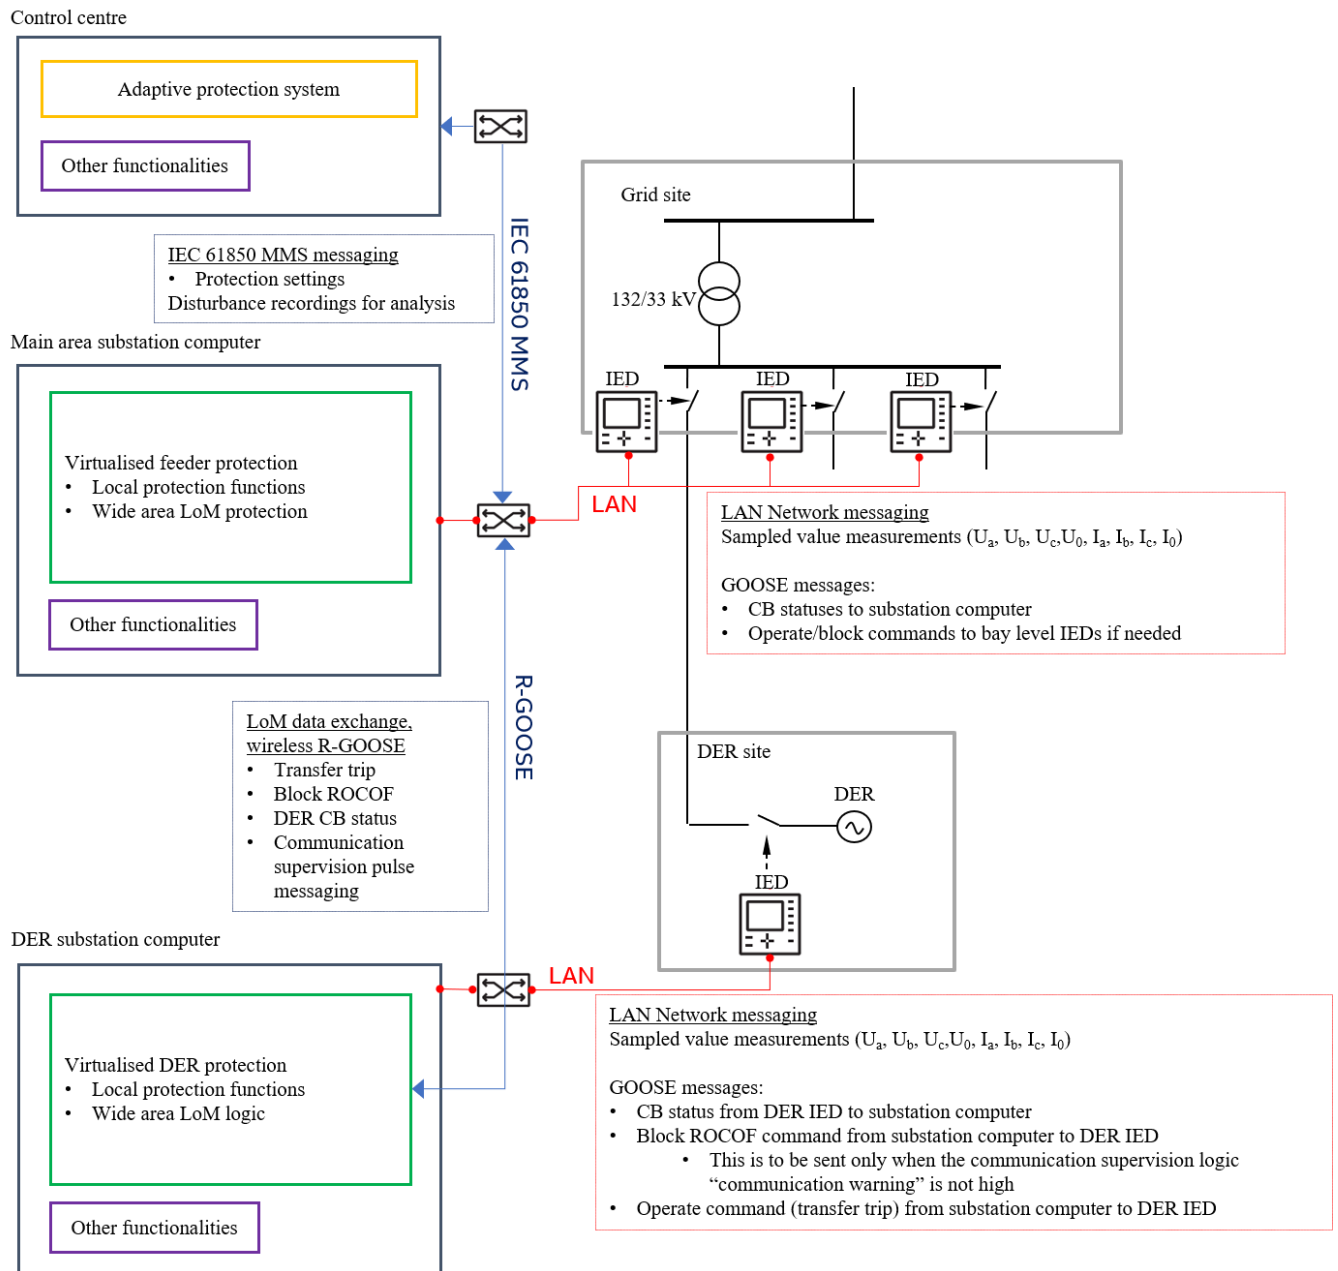 Control centre
Adaptive protection system
Other functionalities
IEC 61850 MMS
Grid site
132/33 kV
IEC 61850 MMS messaging
• Protection settings
Disturbance recordings for analysis
Main area substation computer
IED
IED
IED
Virtualised feeder protection
• Local protection functions
• Wide area LoM protection
Other functionalities
LAN
LAN Network messaging
Sampled value measurements (Ua, Ub, Uc,U0, Ia, Ib, Ic, I0)
GOOSE messages:
• CB statuses to substation computer
• Operate/block commands to bay level IEDs if needed
R-GOOSE
LoM data exchange,
wireless R-GOOSE
• Transfer trip
• Block ROCOF
• DER CB status
• Communication
supervision pulse
messaging
DER site
DER
IED
DER substation computer
LAN
Virtualised DER protection
• Local protection functions
• Wide area LoM logic
Other functionalities
LAN Network messaging
Sampled value measurements (Ua, Ub, Uc,U0, Ia, Ib, Ic, I0)
GOOSE messages:
• CB status from DER IED to substation computer
• Block ROCOF command from substation computer to DER IED
• This is to be sent only when the communication supervision logic
“communication warning” is not high
• Operate command (transfer trip) from substation computer to DER IED